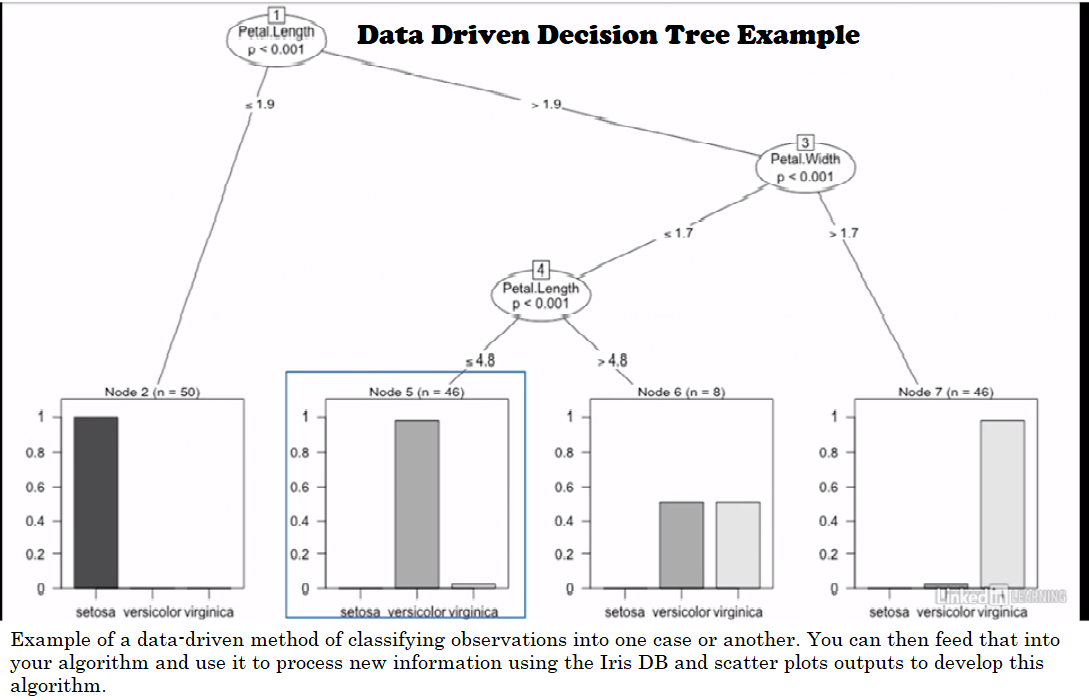 Data Driven Decision Tree Example
1
Petal.Length
p < 0.001
≤ 1.9
> 1.9
3
Petal.Width
p < 0.001
≤ 1.7
> 1.7
4
Petal.Length
p < 0.001
≤ 4.8
> 4.8
Node 2 (n = 50)
1
0.8
0.6
0.4
0.2
0
setosa versicolor virginica
Node 5 (n = 46)
1
0.8
0.6
0.4
0.2
0
setosa versicolor virginica
Node 6 (n = 8)
1
0.8
0.6
0.4
0.2
0
setosa versicolor virginica
Node 7 (n = 46)
1
0.8
0.6
0.4
0.2
0
setosa versicolor virginica
Linked in LEARNING
Example of a data-driven method of classifying observations into one case or another. You can then feed that into
your algorithm and use it to process new information using the Iris DB and scatter plots outputs to develop this
algorithm.